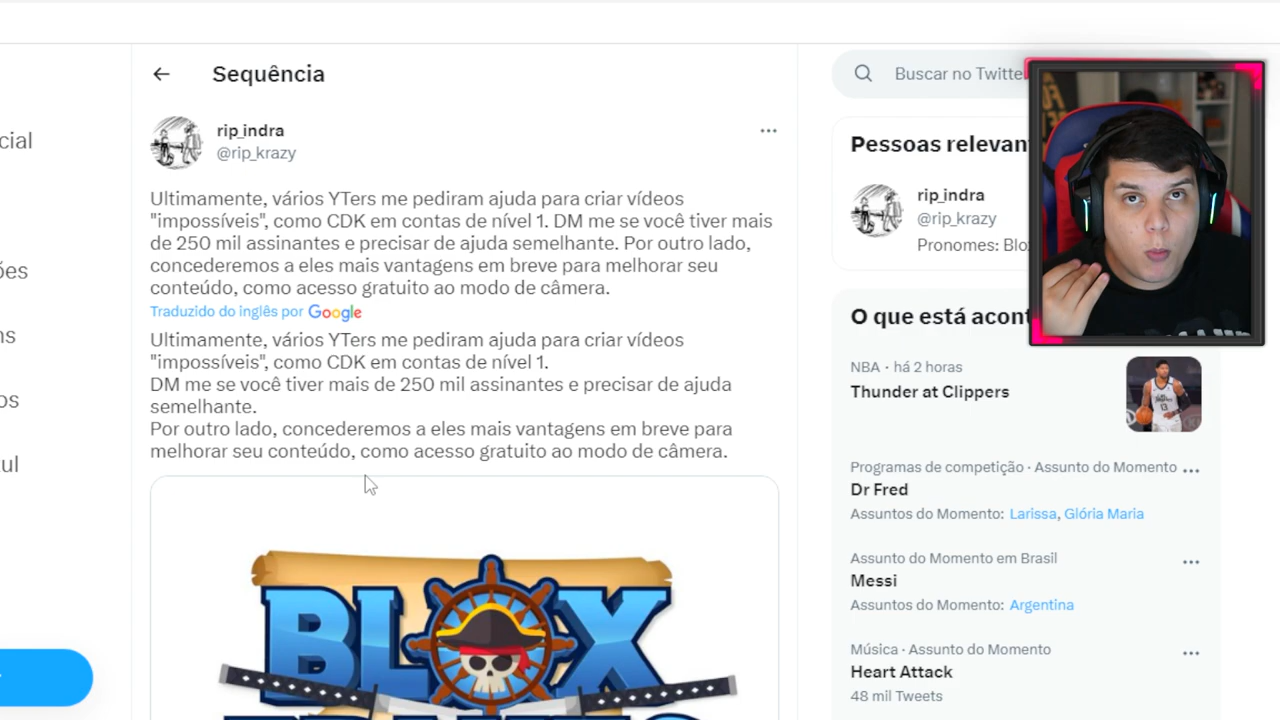 Sequência
rip_indra
@rip_krazy
Ultimamente, vários YTers me pediram ajuda para criar vídeos
"impossíveis", como CDK em contas de nível 1. DM me se você tiver mais
de 250 mil assinantes e precisar de ajuda semelhante. Por outro lado,
concederemos a eles mais vantagens em breve para melhorar seu
conteúdo, como acesso gratuito ao modo de câmera.
Traduzido do inglês por Google
Ultimamente, vários YTers me pediram ajuda para criar vídeos
"impossíveis", como CDK em contas de nível 1.
DM me se você tiver mais de 250 mil assinantes e precisar de ajuda
semelhante.
Por outro lado, concederemos a eles mais vantagens em breve para
melhorar seu conteúdo, como acesso gratuito ao modo de câmera.
BLOX
cial
ões
ns
os
ul
Buscar no Twitte
Pessoas relevan
rip_indra
@rip_krazy
Pronomes: Blo
O que está acont
NBA · há 2 horas
Thunder at Clippers
Programas de competição · Assunto do Momento
Dr Fred
Assuntos do Momento: Larissa, Glória Maria
Assunto do Momento em Brasil
Messi
Assuntos do Momento: Argentina
Música · Assunto do Momento
Heart Attack
48 mil Tweets